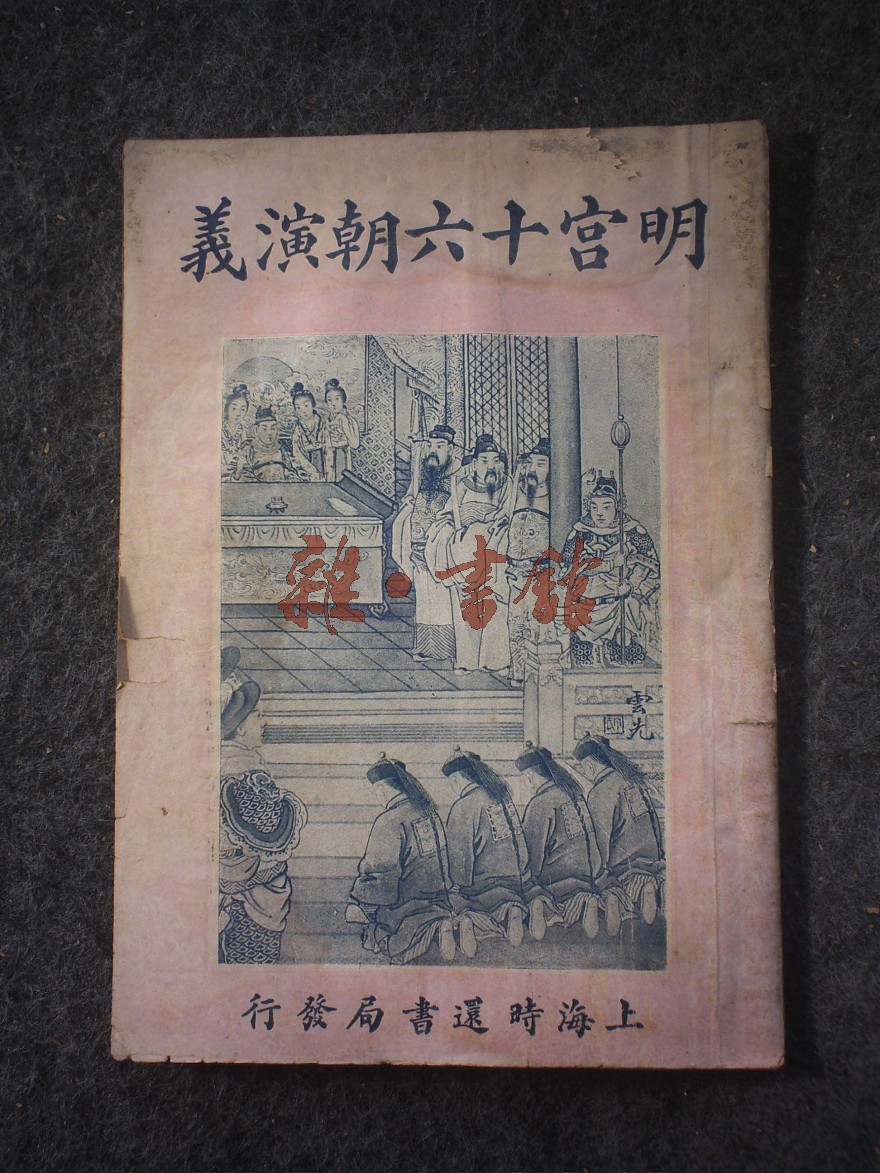 明宮十六朝演義
雜·書館
雲先
上海時還書局發行